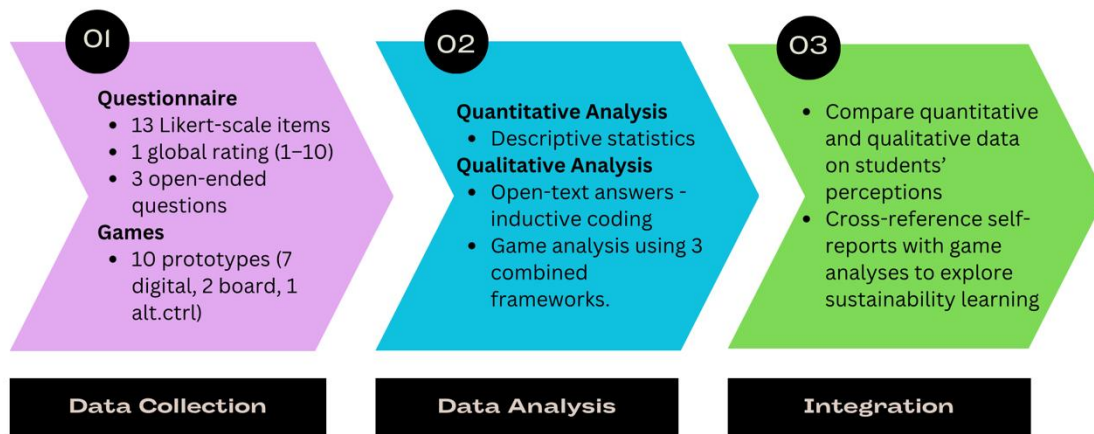 01
Questionnaire
• 13 Likert-scale items
• 1 global rating (1–10)
• 3 open-ended
questions
Games
• 10 prototypes (7
digital, 2 board, 1
alt.ctrl)
Data Collection
02
Quantitative Analysis
• Descriptive statistics
Qualitative Analysis
• Open-text answers -
inductive coding
• Game analysis using 3
combined
frameworks.
Data Analysis
03
• Compare quantitative
and qualitative data
on students’
perceptions
• Cross-reference self-
reports with game
analyses to explore
sustainability learning
Integration